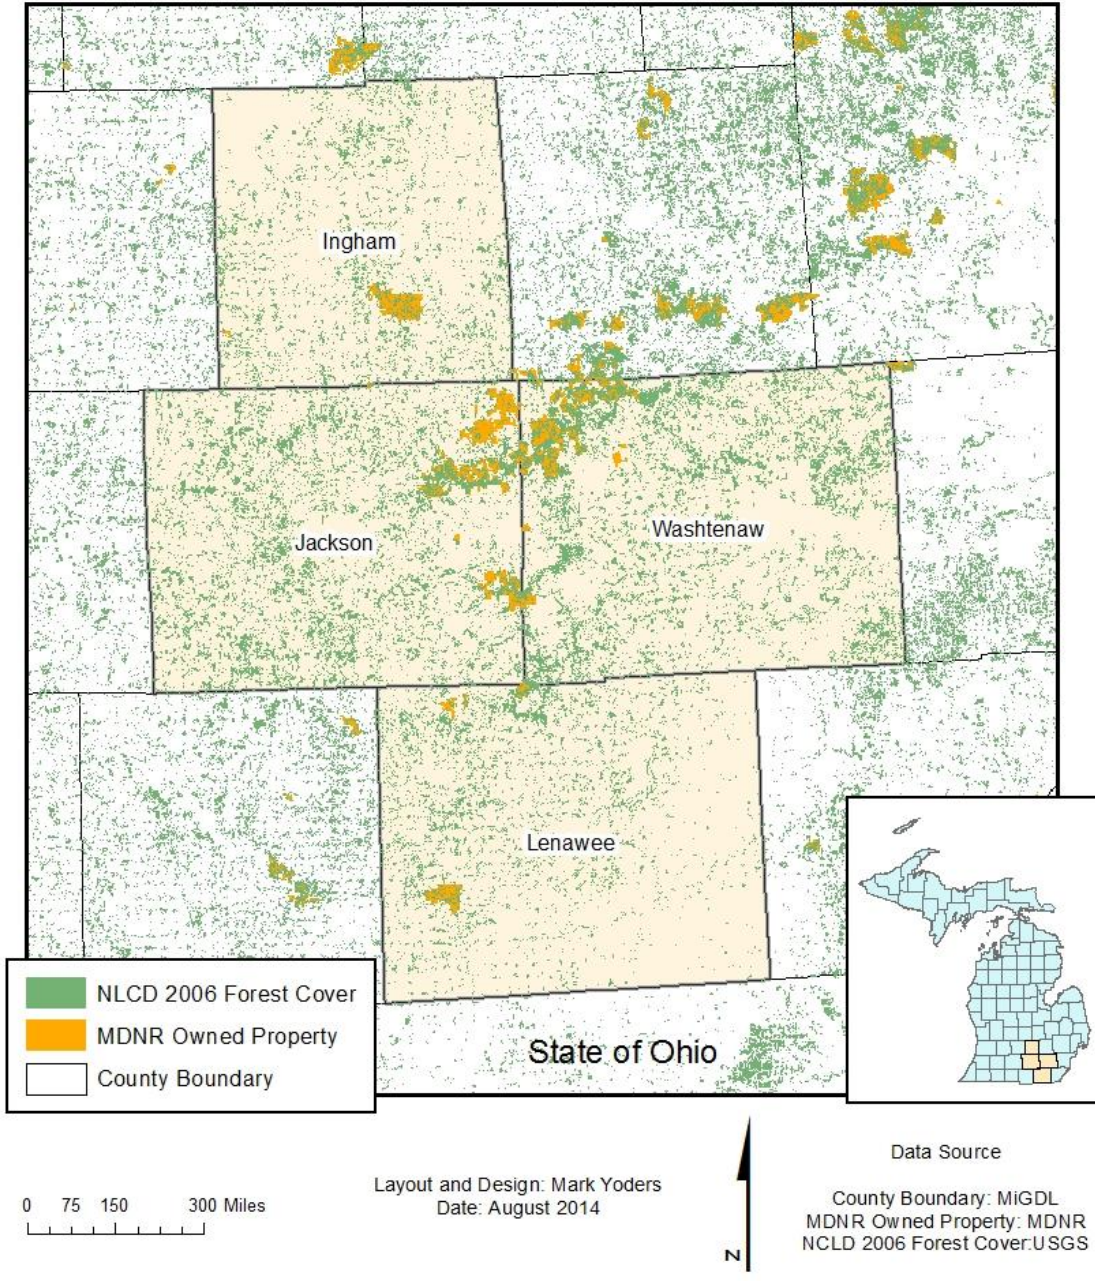 Ingham
Jackson
Washtenaw
Lenawee
State of Ohio
NLCD 2006 Forest Cover
MDNR Owned Property
County Boundary
0 75 150 300 Miles
Layout and Design: Mark Yoders
Date: August 2014
N
Data Source
County Boundary: MiGDL
MDNR Owned Property: MDNR
NCLD 2006 Forest Cover:USGS